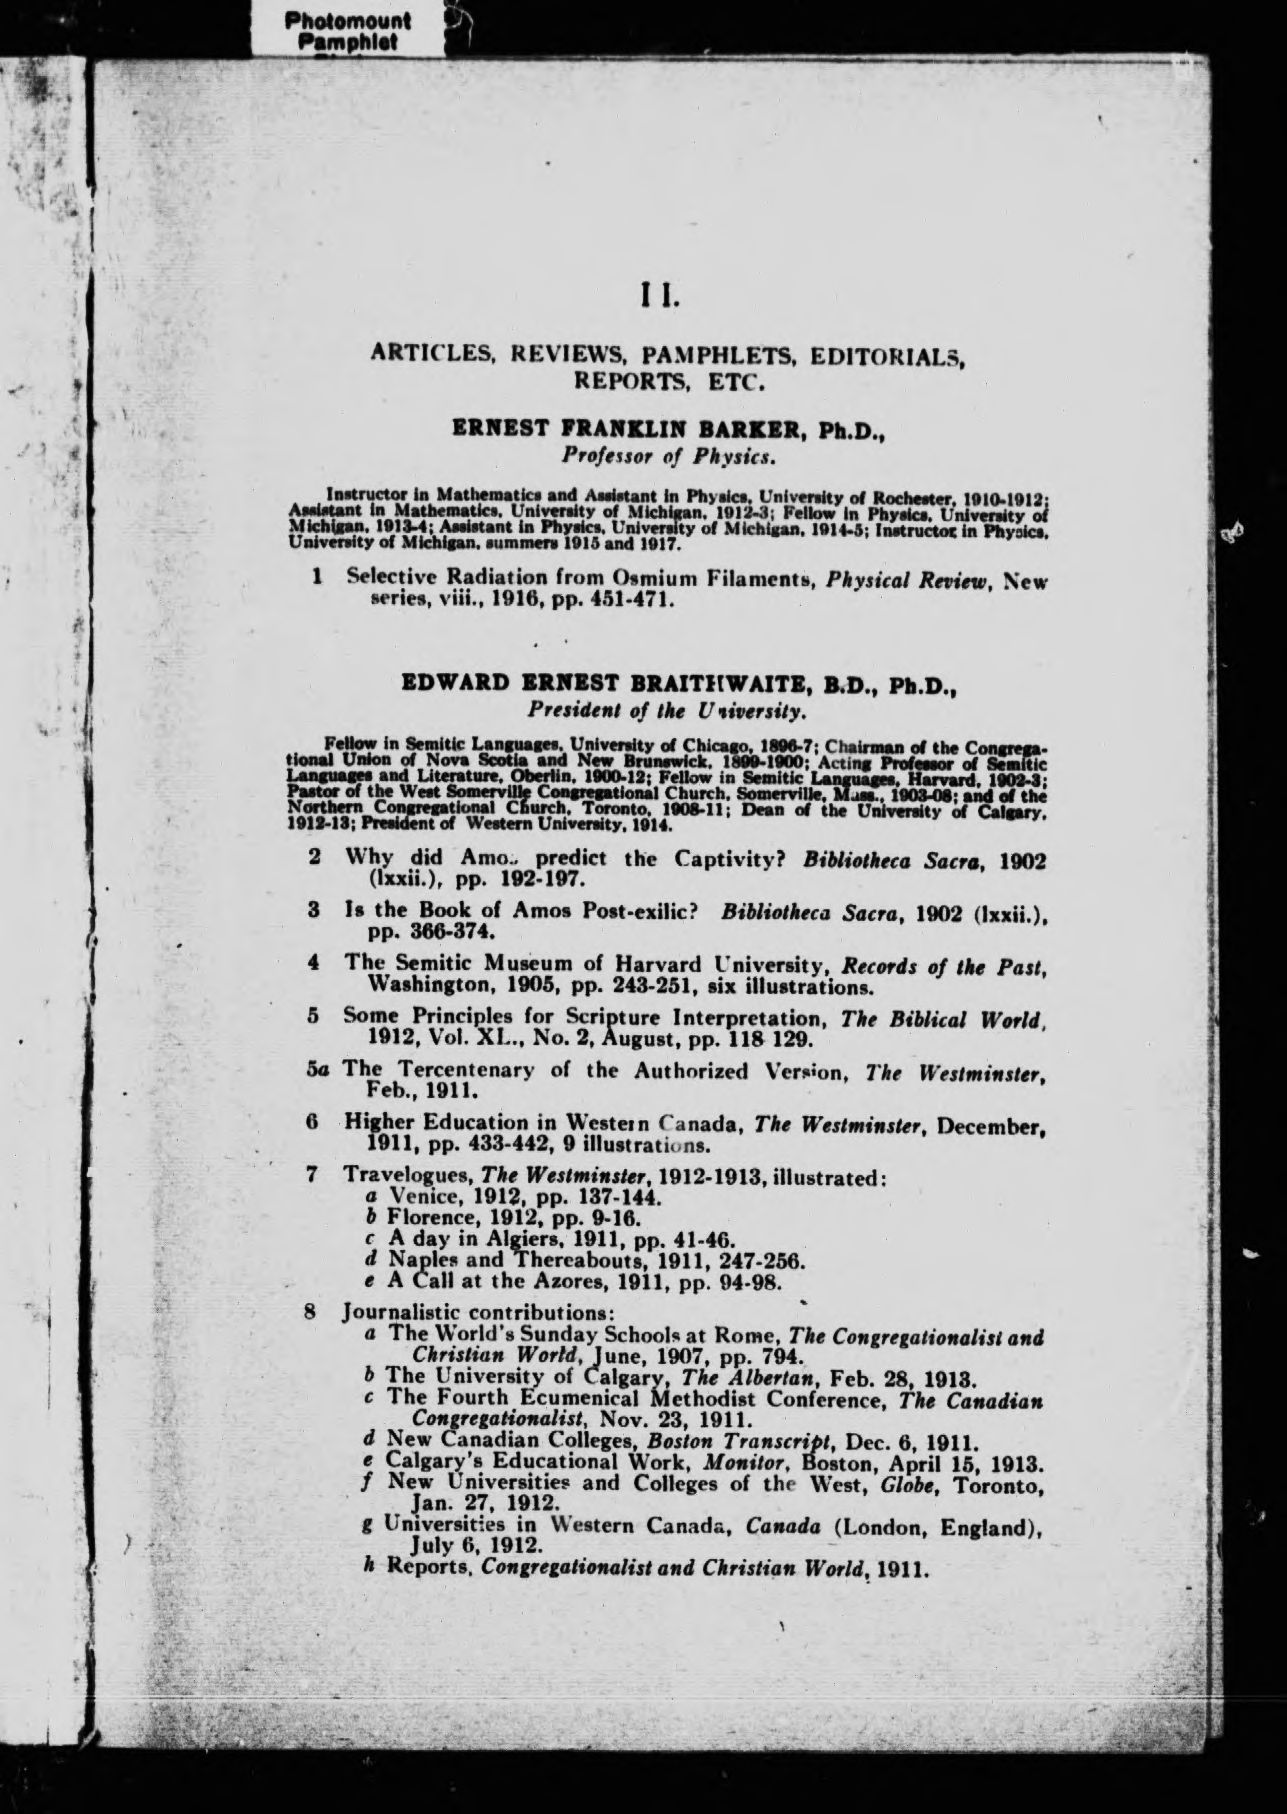 Photomount
Pamphlet
II.
ARTICLES, REVIEWS, PAMPHLETS, EDITORIALS,
REPORTS, ETC.
ERNEST FRANKLIN BARKER, Ph.D.,
Professor of Physics.
Instructor in Mathematics and Assistant in Physics, University of Rochester, 1910-1912;
Assistant in Mathematics, University of Michigan, 1912-3; Fellow in Physics, University of
Michigan, 1913-4; Assistant in Physics, University of Michigan, 1914-5; Instructor in Physics,
University of Michigan, summers 1915 and 1917.
1 Selective Radiation from Osmium Filaments, Physical Review, New
series, viii., 1916, pp. 451-471.
EDWARD ERNEST BRAITHWAITE, B.D., Ph.D.,
President of the University.
Fellow in Semitic Languages, University of Chicago, 1896-7; Chairman of the Congrega-
tional Union of Nova Scotia and New Brunswick, 1899-1900; Acting Professor of Semitic
Languages and Literature, Oberlin, 1900-12; Fellow in Semitic Languages, Harvard, 1902-3;
Pastor of the West Somerville Congregational Church, Somerville, Mass., 1903-08; and of the
Northern Congregational Church, Toronto, 1908-11; Dean of the University of Calgary,
1912-13; President of Western University, 1914.
2 Why did Amos predict the Captivity? Bibliotheca Sacra, 1902
(lxxii.), pp. 192-197.
3 Is the Book of Amos Post-exilic? Bibliotheca Sacra, 1902 (lxxii.),
pp. 366-374.
4 The Semitic Museum of Harvard University, Records of the Past,
Washington, 1905, pp. 243-251, six illustrations.
5 Some Principles for Scripture Interpretation, The Biblical World,
1912, Vol. XL., No. 2, August, pp. 118 129.
5a The Tercentenary of the Authorized Version, The Westminster,
Feb., 1911.
6 Higher Education in Western Canada, The Westminster, December,
1911, pp. 433-442, 9 illustrations.
7 Travelogues, The Westminster, 1912-1913, illustrated:
a Venice, 1912, pp. 137-144.
b Florence, 1912, pp. 9-16.
c A day in Algiers, 1911, pp. 41-46.
d Naples and Thereabouts, 1911, 247-256.
e A Call at the Azores, 1911, pp. 94-98.
8 Journalistic contributions:
a The World's Sunday Schools at Rome, The Congregationalist and
Christian World, June, 1907, pp. 794.
b The University of Calgary, The Albertan, Feb. 28, 1913.
c The Fourth Ecumenical Methodist Conference, The Canadian
Congregationalist, Nov. 23, 1911.
d New Canadian Colleges, Boston Transcript, Dec. 6, 1911.
e Calgary's Educational Work, Monitor, Boston, April 15, 1913.
f New Universities and Colleges of the West, Globe, Toronto,
Jan. 27, 1912.
g Universities in Western Canada, Canada (London, England),
July 6, 1912.
h Reports, Congregationalist and Christian World, 1911.